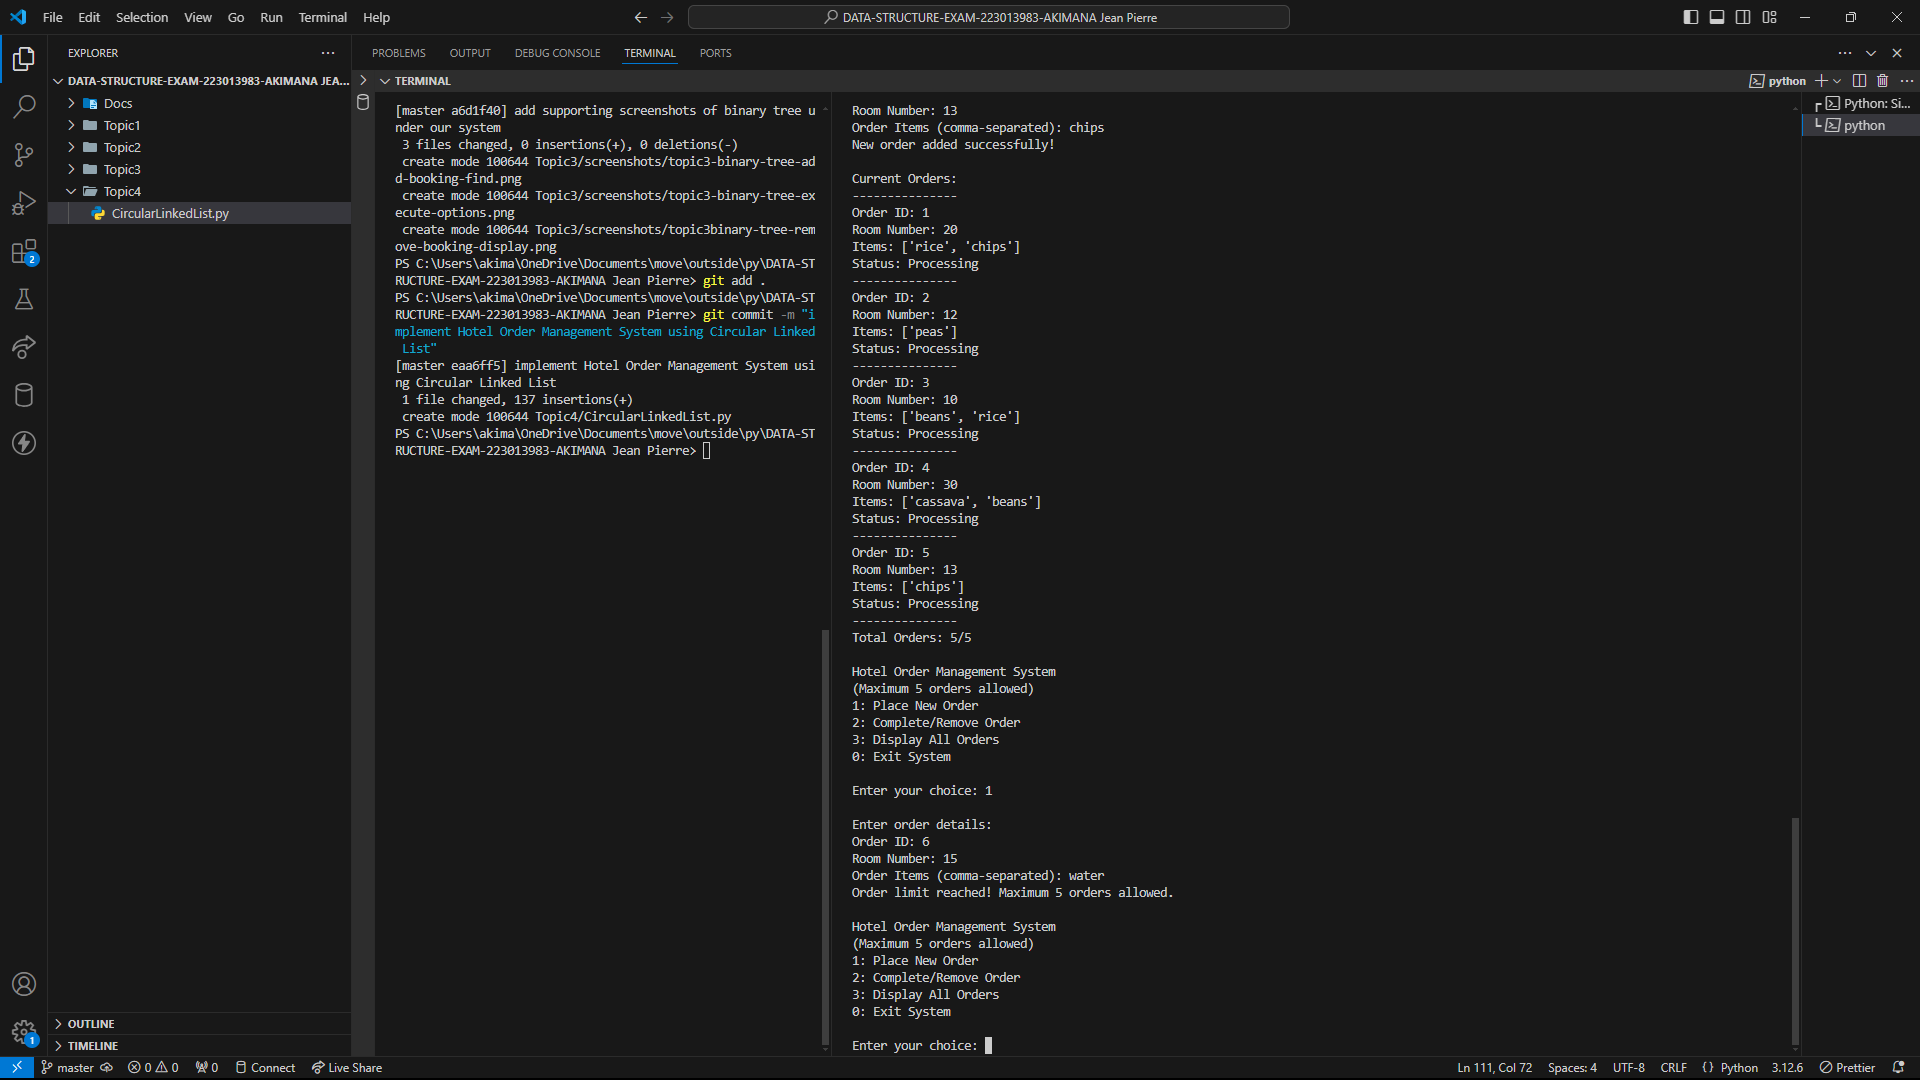 File Edit Selection View Go Run Terminal Help
DATA-STRUCTURE-EXAM-223013983-AKIMANA Jean Pierre
EXPLORER
DATA-STRUCTURE-EXAM-223013983-AKIMANA JEA...
Docs
Topic1
Topic2
Topic3
Topic4
CircularLinkedList.py
OUTLINE
TIMELINE
2
1
PROBLEMS OUTPUT DEBUG CONSOLE TERMINAL PORTS
TERMINAL
python
[master a6d1f40] add supporting screenshots of binary tree u
nder our system
3 files changed, 0 insertions(+), 0 deletions(-)
create mode 100644 Topic3/screenshots/topic3-binary-tree-ad
d-booking-find.png
create mode 100644 Topic3/screenshots/topic3-binary-tree-ex
ecute-options.png
create mode 100644 Topic3/screenshots/topic3binary-tree-rem
ove-booking-display.png
PS C:\Users\akima\OneDrive\Documents\move\outside\py\DATA-ST
RUCTURE-EXAM-223013983-AKIMANA Jean Pierre> git add .
PS C:\Users\akima\OneDrive\Documents\move\outside\py\DATA-ST
RUCTURE-EXAM-223013983-AKIMANA Jean Pierre> git commit -m "i
mplement Hotel Order Management System using Circular Linked
List"
[master eaa6ff5] implement Hotel Order Management System usi
ng Circular Linked List
1 file changed, 137 insertions(+)
create mode 100644 Topic4/CircularLinkedList.py
PS C:\Users\akima\OneDrive\Documents\move\outside\py\DATA-ST
RUCTURE-EXAM-223013983-AKIMANA Jean Pierre>
Room Number: 13
Order Items (comma-separated): chips
New order added successfully!
Current Orders:
---------------
Order ID: 1
Room Number: 20
Items: ['rice', 'chips']
Status: Processing
---------------
Order ID: 2
Room Number: 12
Items: ['peas']
Status: Processing
---------------
Order ID: 3
Room Number: 10
Items: ['beans', 'rice']
Status: Processing
---------------
Order ID: 4
Room Number: 30
Items: ['cassava', 'beans']
Status: Processing
---------------
Order ID: 5
Room Number: 13
Items: ['chips']
Status: Processing
---------------
Total Orders: 5/5
Hotel Order Management System
(Maximum 5 orders allowed)
1: Place New Order
2: Complete/Remove Order
3: Display All Orders
0: Exit System
Enter your choice: 1
Enter order details:
Order ID: 6
Room Number: 15
Order Items (comma-separated): water
Order limit reached! Maximum 5 orders allowed.
Hotel Order Management System
(Maximum 5 orders allowed)
1: Place New Order
2: Complete/Remove Order
3: Display All Orders
0: Exit System
Enter your choice:
Python: Si...
python
master 0 0 0 Connect Live Share Ln 111, Col 72 Spaces: 4 UTF-8 CRLF { } Python 3.12.6 Prettier